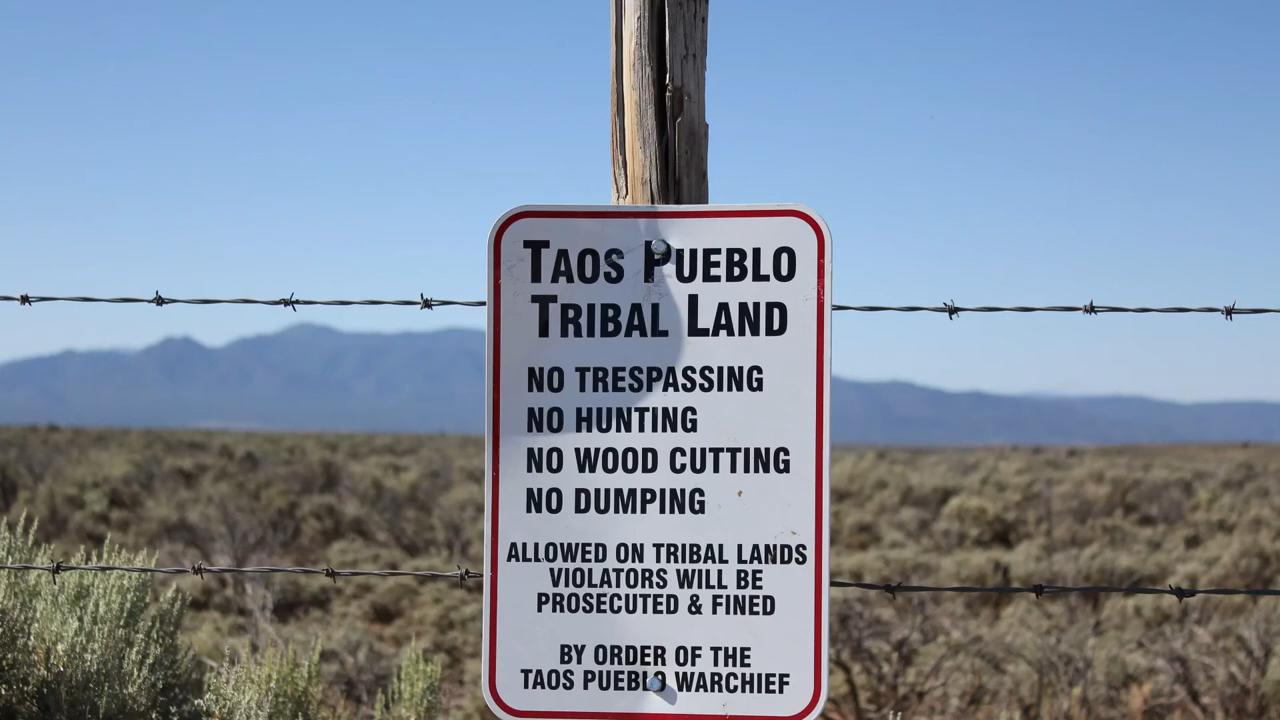 TAOS PUEBLO
TRIBAL LAND
NO TRESPASSING
NO HUNTING
NO WOOD CUTTING
NO DUMPING
ALLOWED ON TRIBAL LANDS
VIOLATORS WILL BE
PROSECUTED & FINED
BY ORDER OF THE
TAOS PUEBLO WARCHIEF